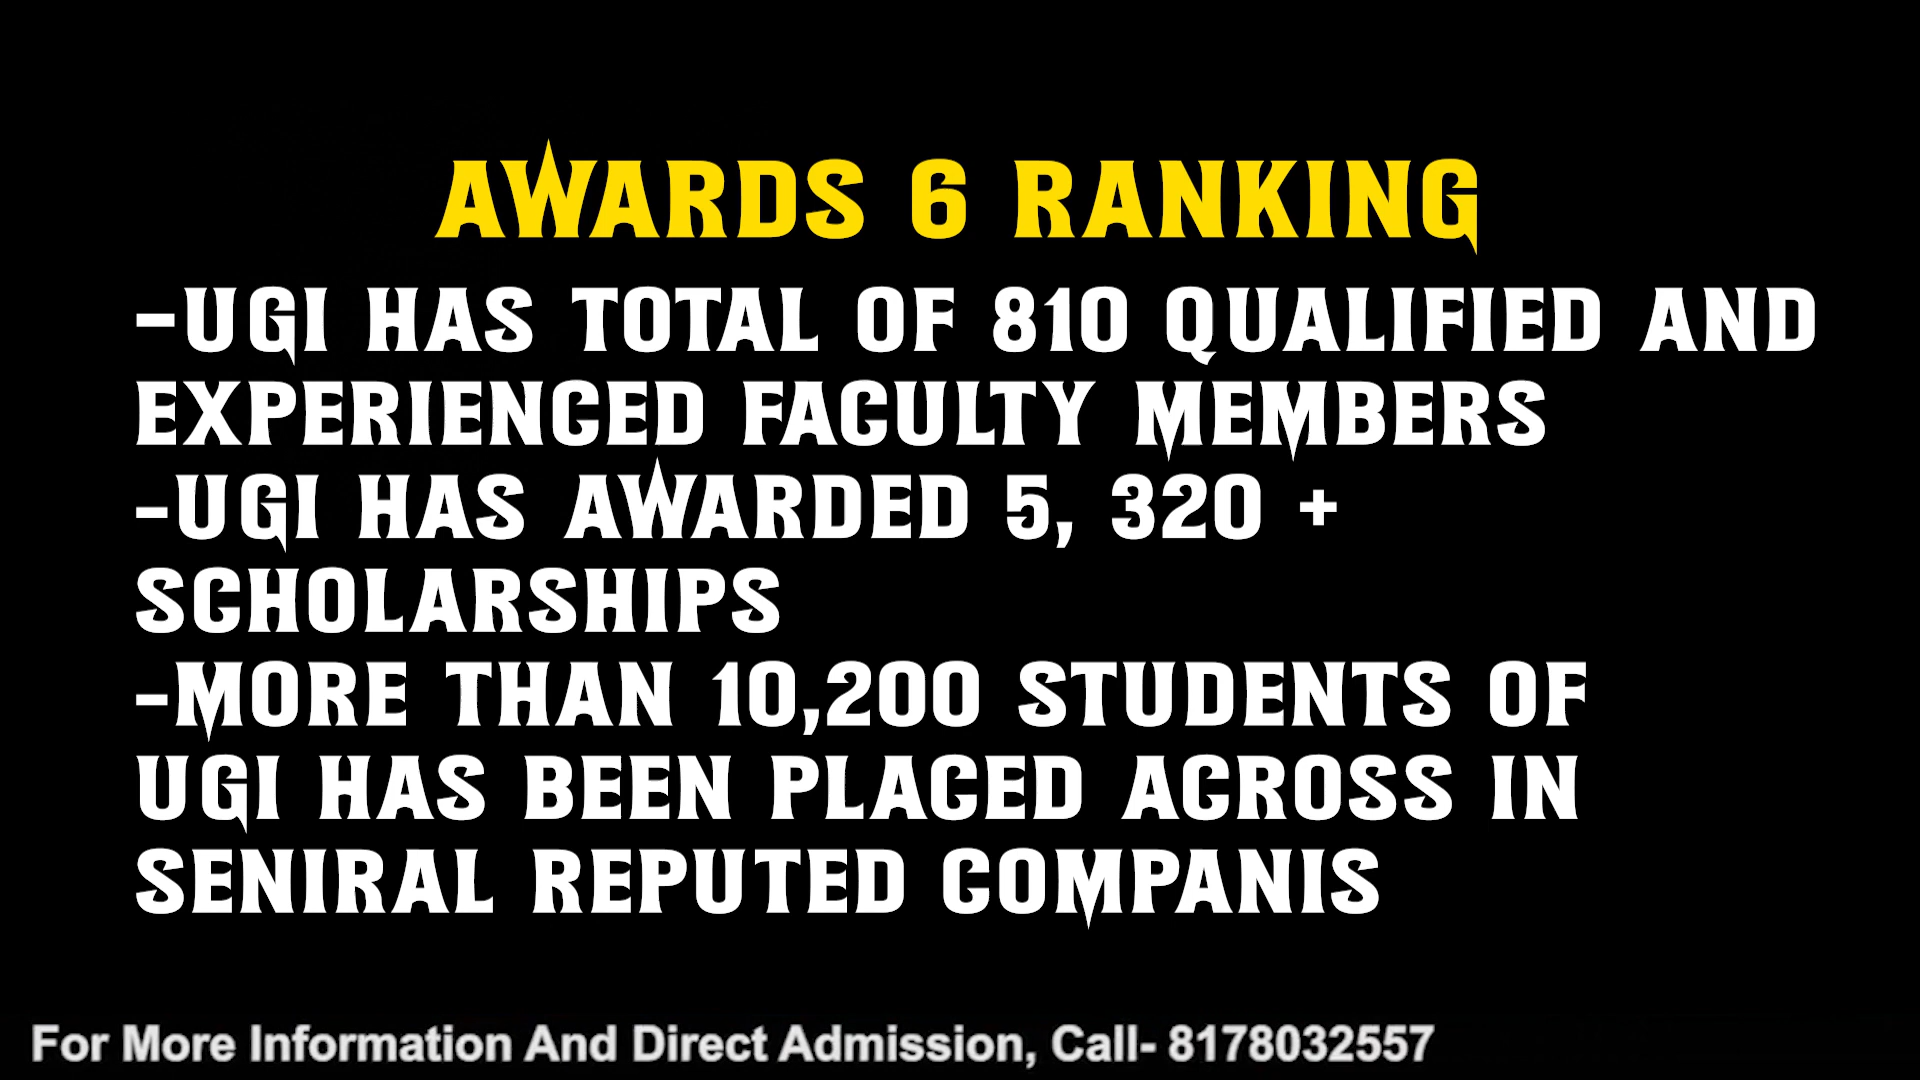 AWARDS 6 RANKING
-UGI HAS TOTAL OF 810 QUALIFIED AND
EXPERIENCED FACULTY MEMBERS
-UGI HAS AWARDED 5, 320 +
SCHOLARSHIPS
-MORE THAN 10,200 STUDENTS OF
UGI HAS BEEN PLACED ACROSS IN
SENIRAL REPUTED COMPANIS
For More Information And Direct Admission, Call- 8178032557